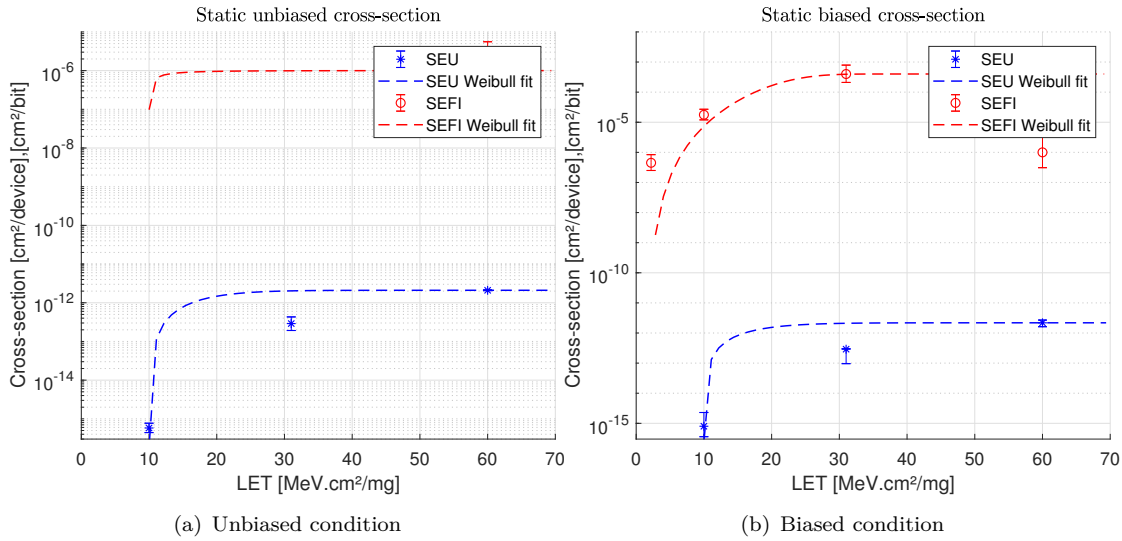 Static unbiased cross-section
Cross-section [cm²/device],[cm²/bit]
10⁻⁶
10⁻⁸
10⁻¹⁰
10⁻¹²
10⁻¹⁴
0 10 20 30 40 50 60 70
LET [MeV.cm²/mg]
SEU
SEU Weibull fit
SEFI
SEFI Weibull fit
(a) Unbiased condition
Static biased cross-section
Cross-section [cm²/device],[cm²/bit]
10⁻⁵
10⁻¹⁰
10⁻¹⁵
0 10 20 30 40 50 60 70
LET [MeV.cm²/mg]
SEU
SEU Weibull fit
SEFI
SEFI Weibull fit
(b) Biased condition